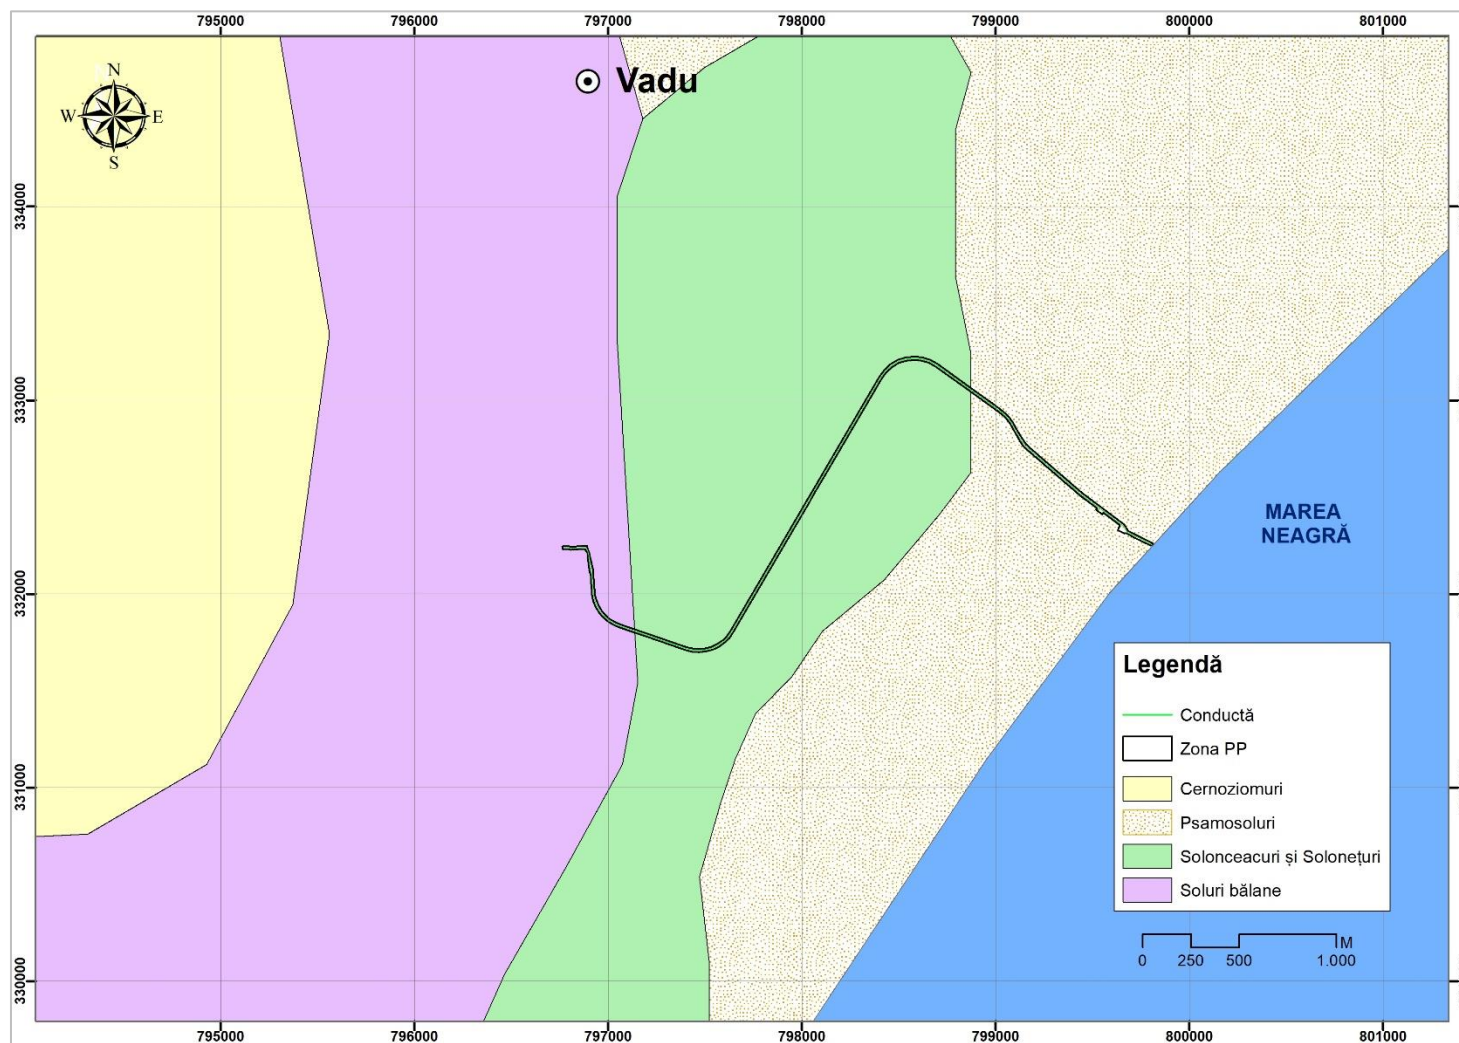 795000 796000 797000 798000 799000 800000 801000
N
W E
S
Vadu
334000
333000
332000
331000
330000
MAREA
NEAGRĂ
Legendă
Conductă
Zona PP
Cernoziomuri
Psamosoluri
Solonceacuri și Solonețuri
Soluri bălane
M
0 250 500 1.000
795000 796000 797000 798000 799000 800000 801000